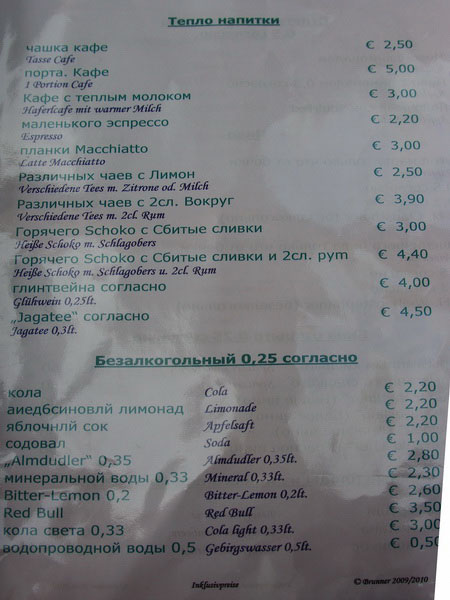 Тепло напитки
чашка кафе € 2,50
Tasse Cafe
порта. Кафе € 5,00
1 Portion Cafe
Кафе с теплым молоком € 3,00
Haferlcafe mit warmer Milch
маленького эспрессо € 2,20
Espresso
планки Macchiatto € 3,00
Latte Macchiatto
Различных чаев с Лимон € 2,50
Verschiedene Tees m. Zitrone od. Milch
Различных чаев с 2сл. Вокруг € 3,90
Verschiedene Tees m. 2cl. Rum
Горячего Schoko с Сбитые сливки € 3,00
Heiße Schoko m. Schlagobers
Горячего Schoko с Сбитые сливки и 2сл. рум € 4,40
Heiße Schoko m. Schlagobers u. 2cl. Rum
глинтвейна согласно € 4,00
Glühwein 0,25lt.
„Jagatee“ согласно € 4,50
Jagatee 0,3lt.
Безалкогольный 0,25 согласно
кола Cola € 2,20
аиедбсиновлй лимонад Limonade € 2,20
яблочнлй сок Apfelsaft € 2,20
содовал Soda € 1,00
„Almdudler“ 0,35 Almdudler 0,35lt. € 2,80
минеральной воды 0,33 Mineral 0,33lt. € 2,30
Bitter-Lemon 0,2 Bitter-Lemon 0,2lt. € 2,60
Red Bull Red Bull € 3,50
кола света 0,33 Cola light 0,33lt. € 3,00
водопроводной воды 0,5 Gebirgswasser 0,5lt. € 0,50
Inklusivpreise © Brunner 2009/2010